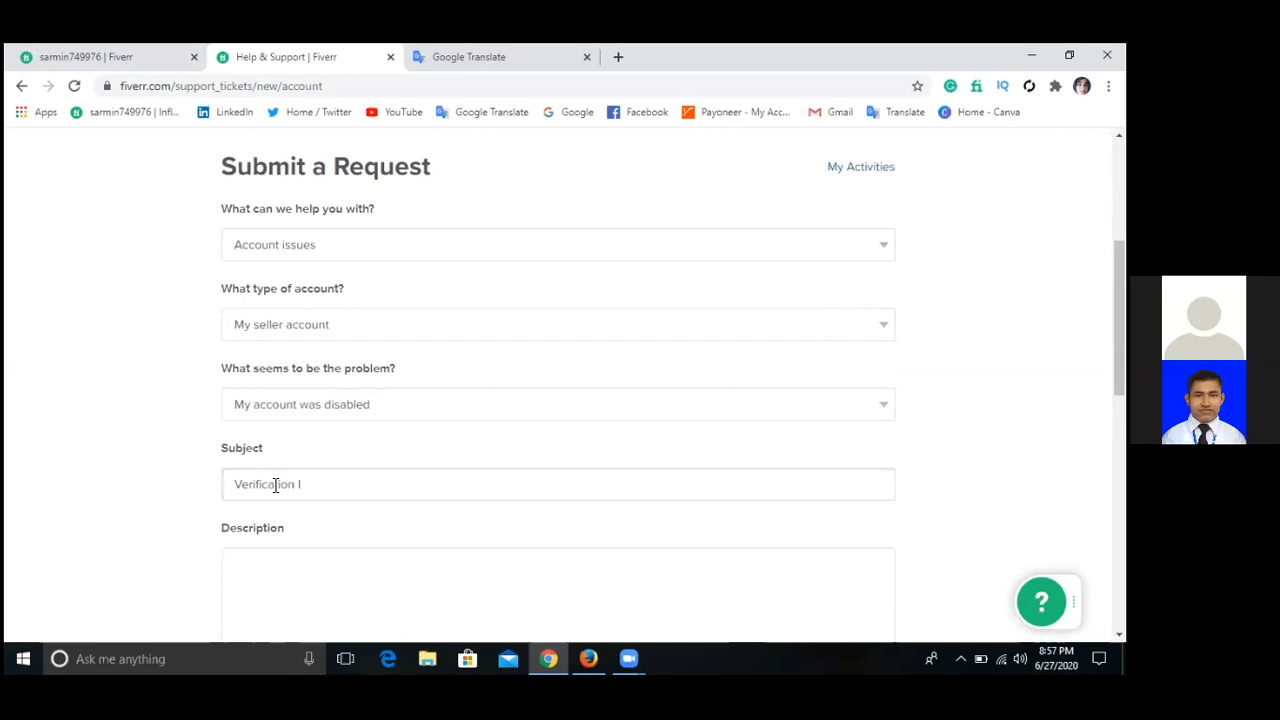 sarmin749976 | Fiverr
Help & Support | Fiverr
Google Translate
fiverr.com/support_tickets/new/account
Apps
sarmin749976 | Infl...
LinkedIn
Home / Twitter
YouTube
Google Translate
Google
Facebook
Payoneer - My Acc...
Gmail
Translate
Home - Canva
Submit a Request
My Activities
What can we help you with?
Account issues
What type of account?
My seller account
What seems to be the problem?
My account was disabled
Subject
Verification I
Description
?
Ask me anything
8:57 PM
6/27/2020